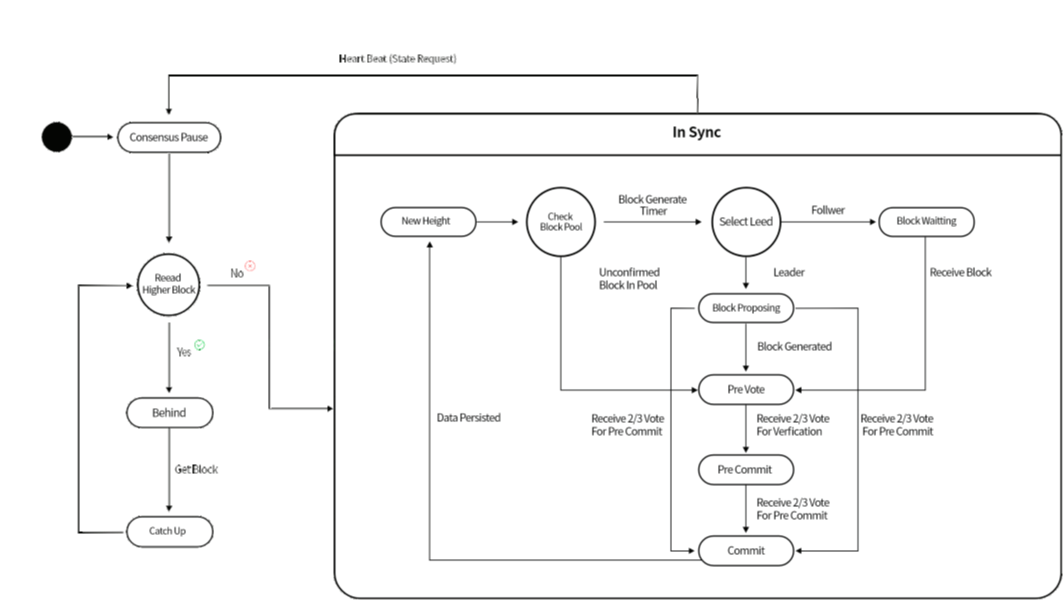 Heart Beat (State Request)
Consensus Pause
In Sync
New Height
Check
Block Pool
Block Generate
Timer
Select Leed
Follwer
Block Waitting
Reead
Higher Block
No
Unconfirmed
Block In Pool
Leader
Receive Block
Block Proposing
Yes
Block Generated
Pre Vote
Behind
Data Persisted
Receive 2/3 Vote
For Pre Commit
Receive 2/3 Vote
For Verfication
Receive 2/3 Vote
For Pre Commit
Get Block
Pre Commit
Receive 2/3 Vote
For Pre Commit
Catch Up
Commit